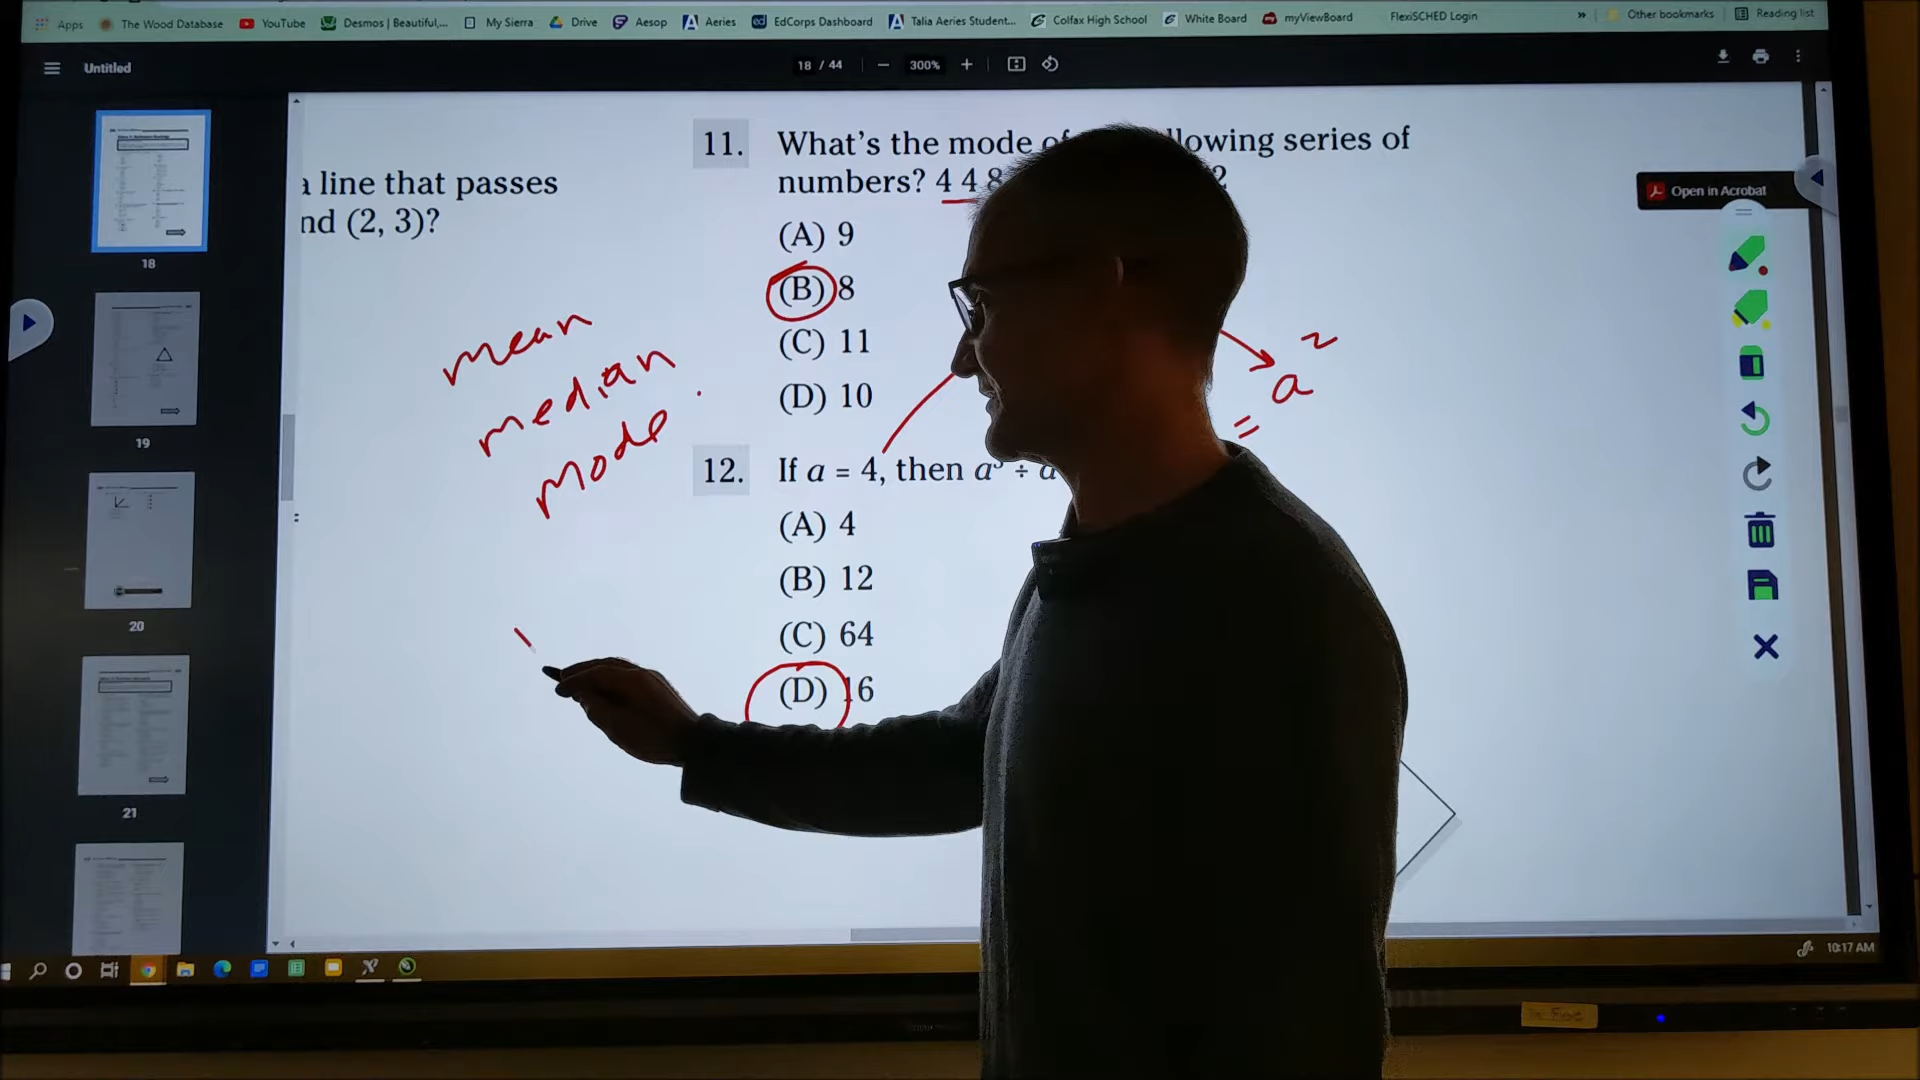 Apps The Wood Database YouTube Desmos | Beautiful,... My Sierra Drive Aesop Aeries EdCorps Dashboard Talia Aeries Student... Colfax High School White Board myViewBoard FlexiSCHED Login » Other bookmarks Reading list
Untitled
18 / 44 − 300% +
Open in Acrobat
18
19
20
21
a line that passes
nd (2, 3)?
mean
median
mode.
11. What's the mode of llowing series of
numbers? 4 4 8 2
(A) 9
(B) 8
(C) 11
(D) 10
a²
=
12. If a = 4, then a ÷ a
(A) 4
(B) 12
(C) 64
(D) 16
10:17 AM